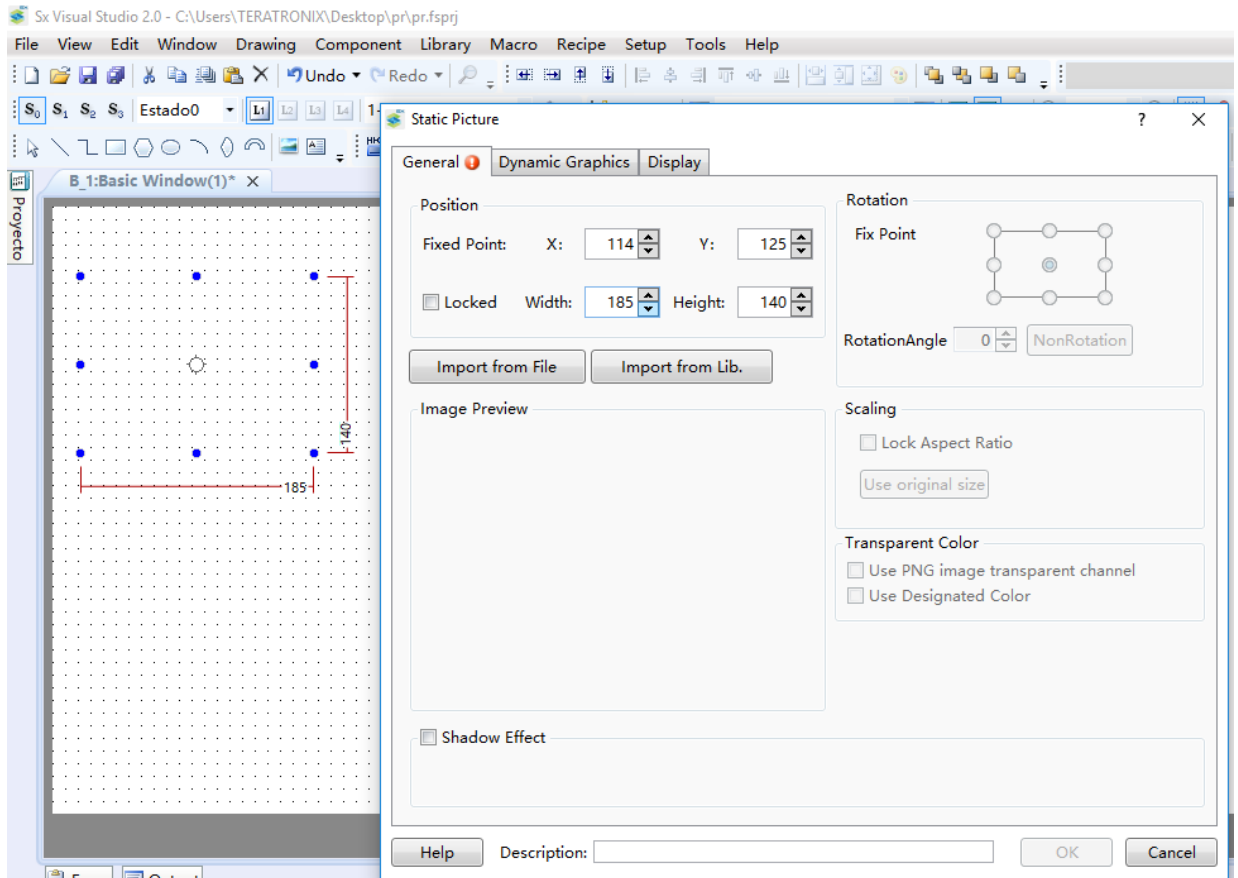 Sx Visual Studio 2.0 - C:\Users\TERATRONIX\Desktop\pr\pr.fsprj
File View Edit Window Drawing Component Library Macro Recipe Setup Tools Help
Undo Redo
S0 S1 S2 S3 Estado0 L1 L2 L3 L4 1-
Static Picture ?
General Dynamic Graphics Display
B_1:Basic Window(1)*
Proyecto
140
185
Position
Fixed Point: X: 114 Y: 125
Locked Width: 185 Height: 140
Import from File Import from Lib.
Image Preview
Rotation
Fix Point
RotationAngle 0 NonRotation
Scaling
Lock Aspect Ratio
Use original size
Transparent Color
Use PNG image transparent channel
Use Designated Color
Shadow Effect
Help Description: OK Cancel